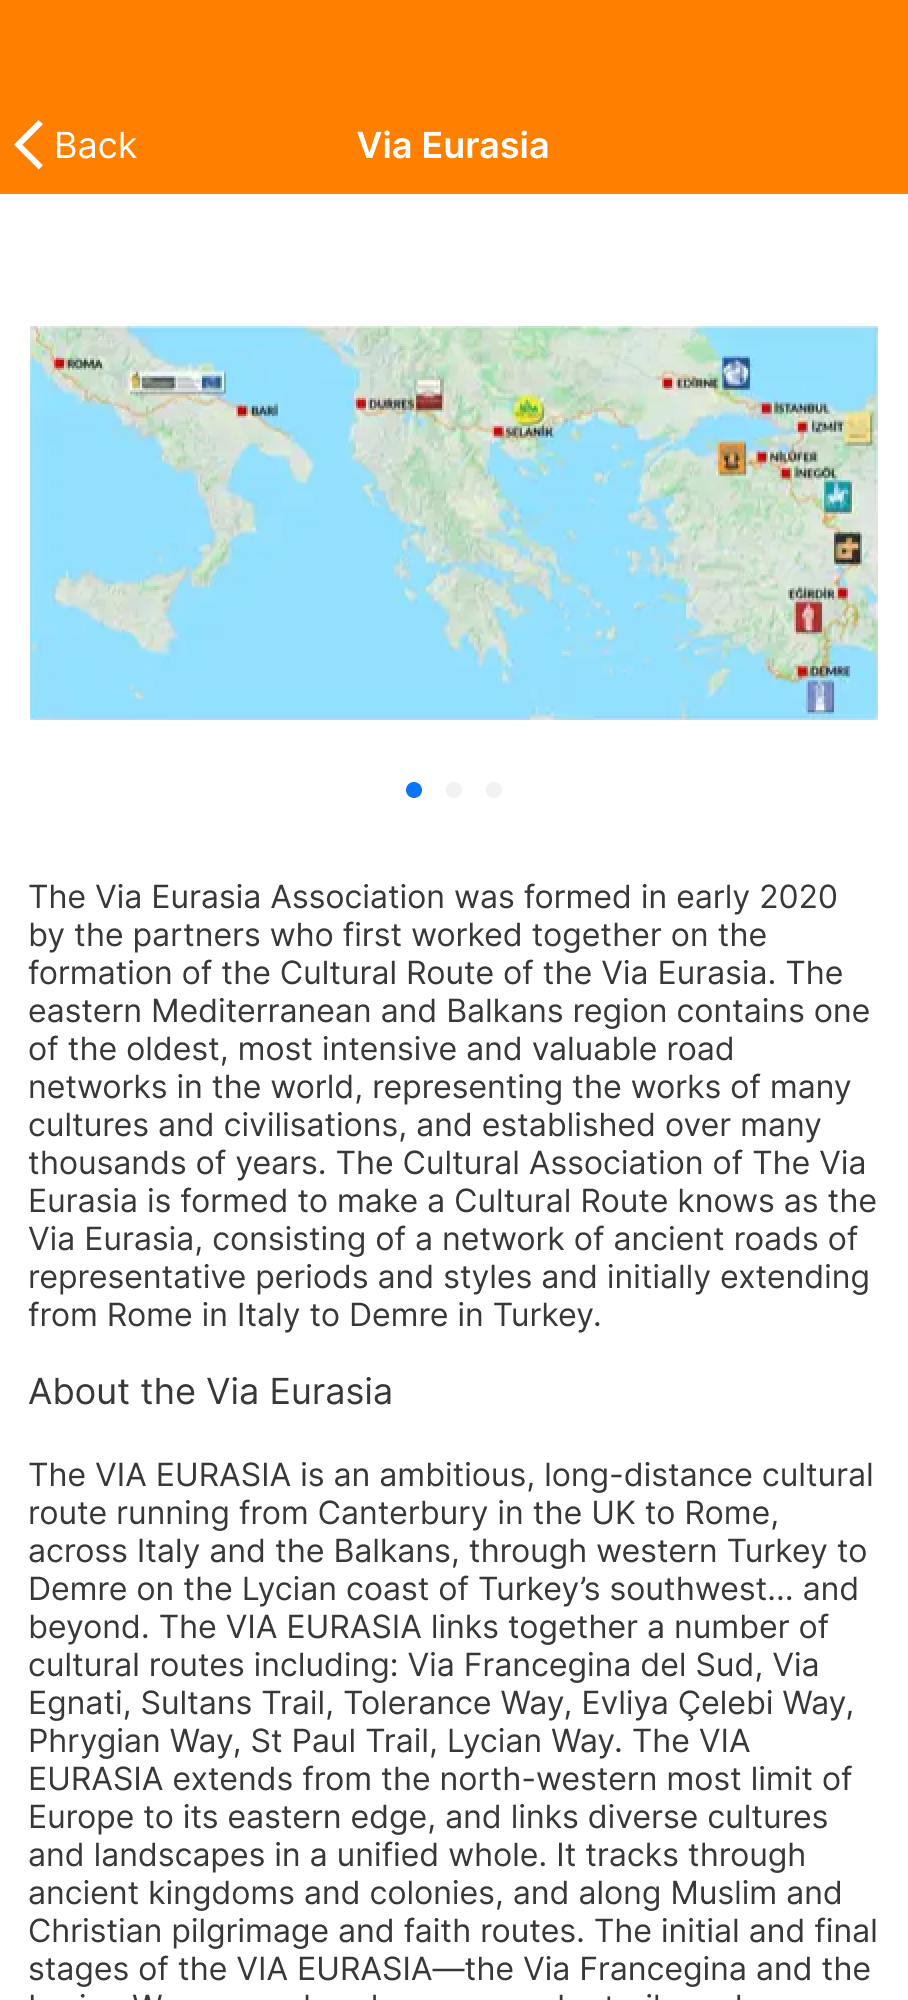 Back
Via Eurasia
ROMA
BARİ
DURRES
SELANİK
EDİRNE
İSTANBUL
İZMİT
NİLÜFER
İNEGÖL
EĞİRDİR
DEMRE
The Via Eurasia Association was formed in early 2020
by the partners who first worked together on the
formation of the Cultural Route of the Via Eurasia. The
eastern Mediterranean and Balkans region contains one
of the oldest, most intensive and valuable road
networks in the world, representing the works of many
cultures and civilisations, and established over many
thousands of years. The Cultural Association of The Via
Eurasia is formed to make a Cultural Route knows as the
Via Eurasia, consisting of a network of ancient roads of
representative periods and styles and initially extending
from Rome in Italy to Demre in Turkey.
About the Via Eurasia
The VIA EURASIA is an ambitious, long-distance cultural
route running from Canterbury in the UK to Rome,
across Italy and the Balkans, through western Turkey to
Demre on the Lycian coast of Turkey’s southwest… and
beyond. The VIA EURASIA links together a number of
cultural routes including: Via Francegina del Sud, Via
Egnati, Sultans Trail, Tolerance Way, Evliya Çelebi Way,
Phrygian Way, St Paul Trail, Lycian Way. The VIA
EURASIA extends from the north-western most limit of
Europe to its eastern edge, and links diverse cultures
and landscapes in a unified whole. It tracks through
ancient kingdoms and colonies, and along Muslim and
Christian pilgrimage and faith routes. The initial and final
stages of the VIA EURASIA—the Via Francegina and the